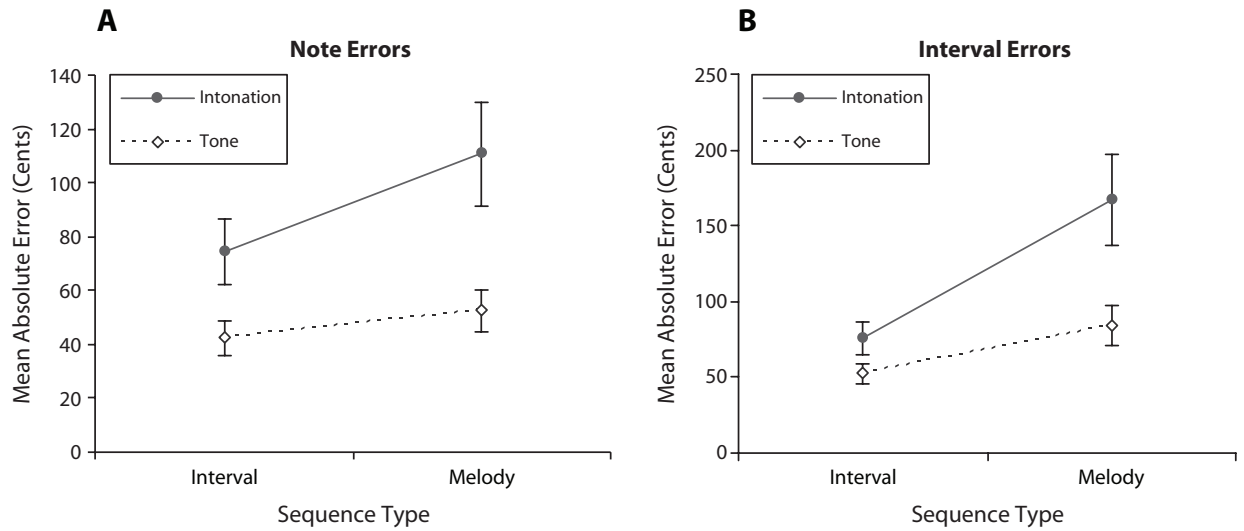 A
Note Errors
140
120
100
80
60
40
20
0
Intonation
Tone
Mean Absolute Error (Cents)
Interval
Melody
Sequence Type
B
Interval Errors
250
200
150
100
50
0
Intonation
Tone
Mean Absolute Error (Cents)
Interval
Melody
Sequence Type